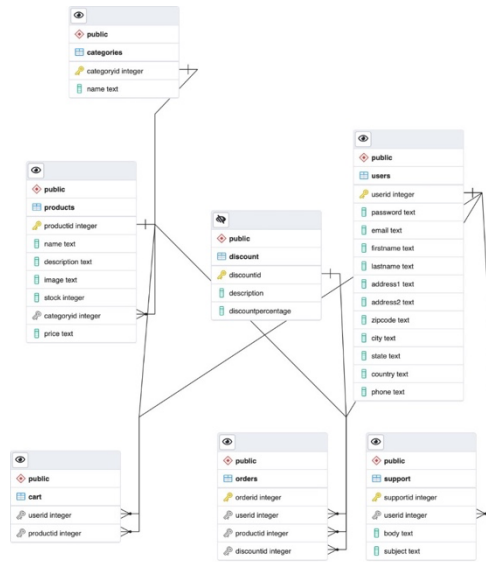 public
categories
categoryid integer
name text
public
products
productid integer
name text
description text
image text
stock integer
categoryid integer
price text
public
discount
discountid
description
discountpercentage
public
users
userid integer
password text
email text
firstname text
lastname text
address1 text
address2 text
zipcode text
city text
state text
country text
phone text
public
cart
userid integer
productid integer
public
orders
orderid integer
userid integer
productid integer
discountid integer
public
support
supportid integer
userid integer
body text
subject text